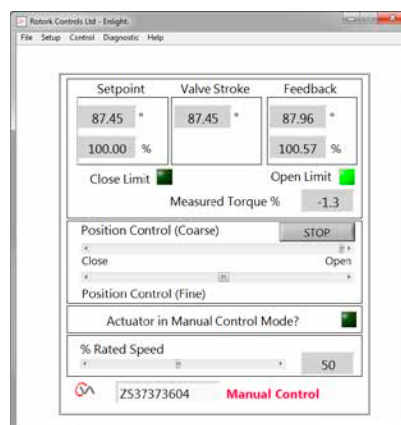 Rotork Controls Ltd - Enlight.
File Setup Control Diagnostic Help
Setpoint Valve Stroke Feedback
87.45 ° 87.45 ° 87.96 °
100.00 % 100.57 %
Close Limit Open Limit
Measured Torque % -1.3
Position Control (Coarse) STOP
Close Open
Position Control (Fine)
Actuator in Manual Control Mode?
% Rated Speed
50
ZS37373604 Manual Control